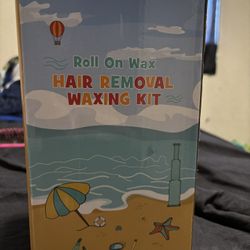 Roll On Wax
HAIR REMOVAL
WAXING KIT